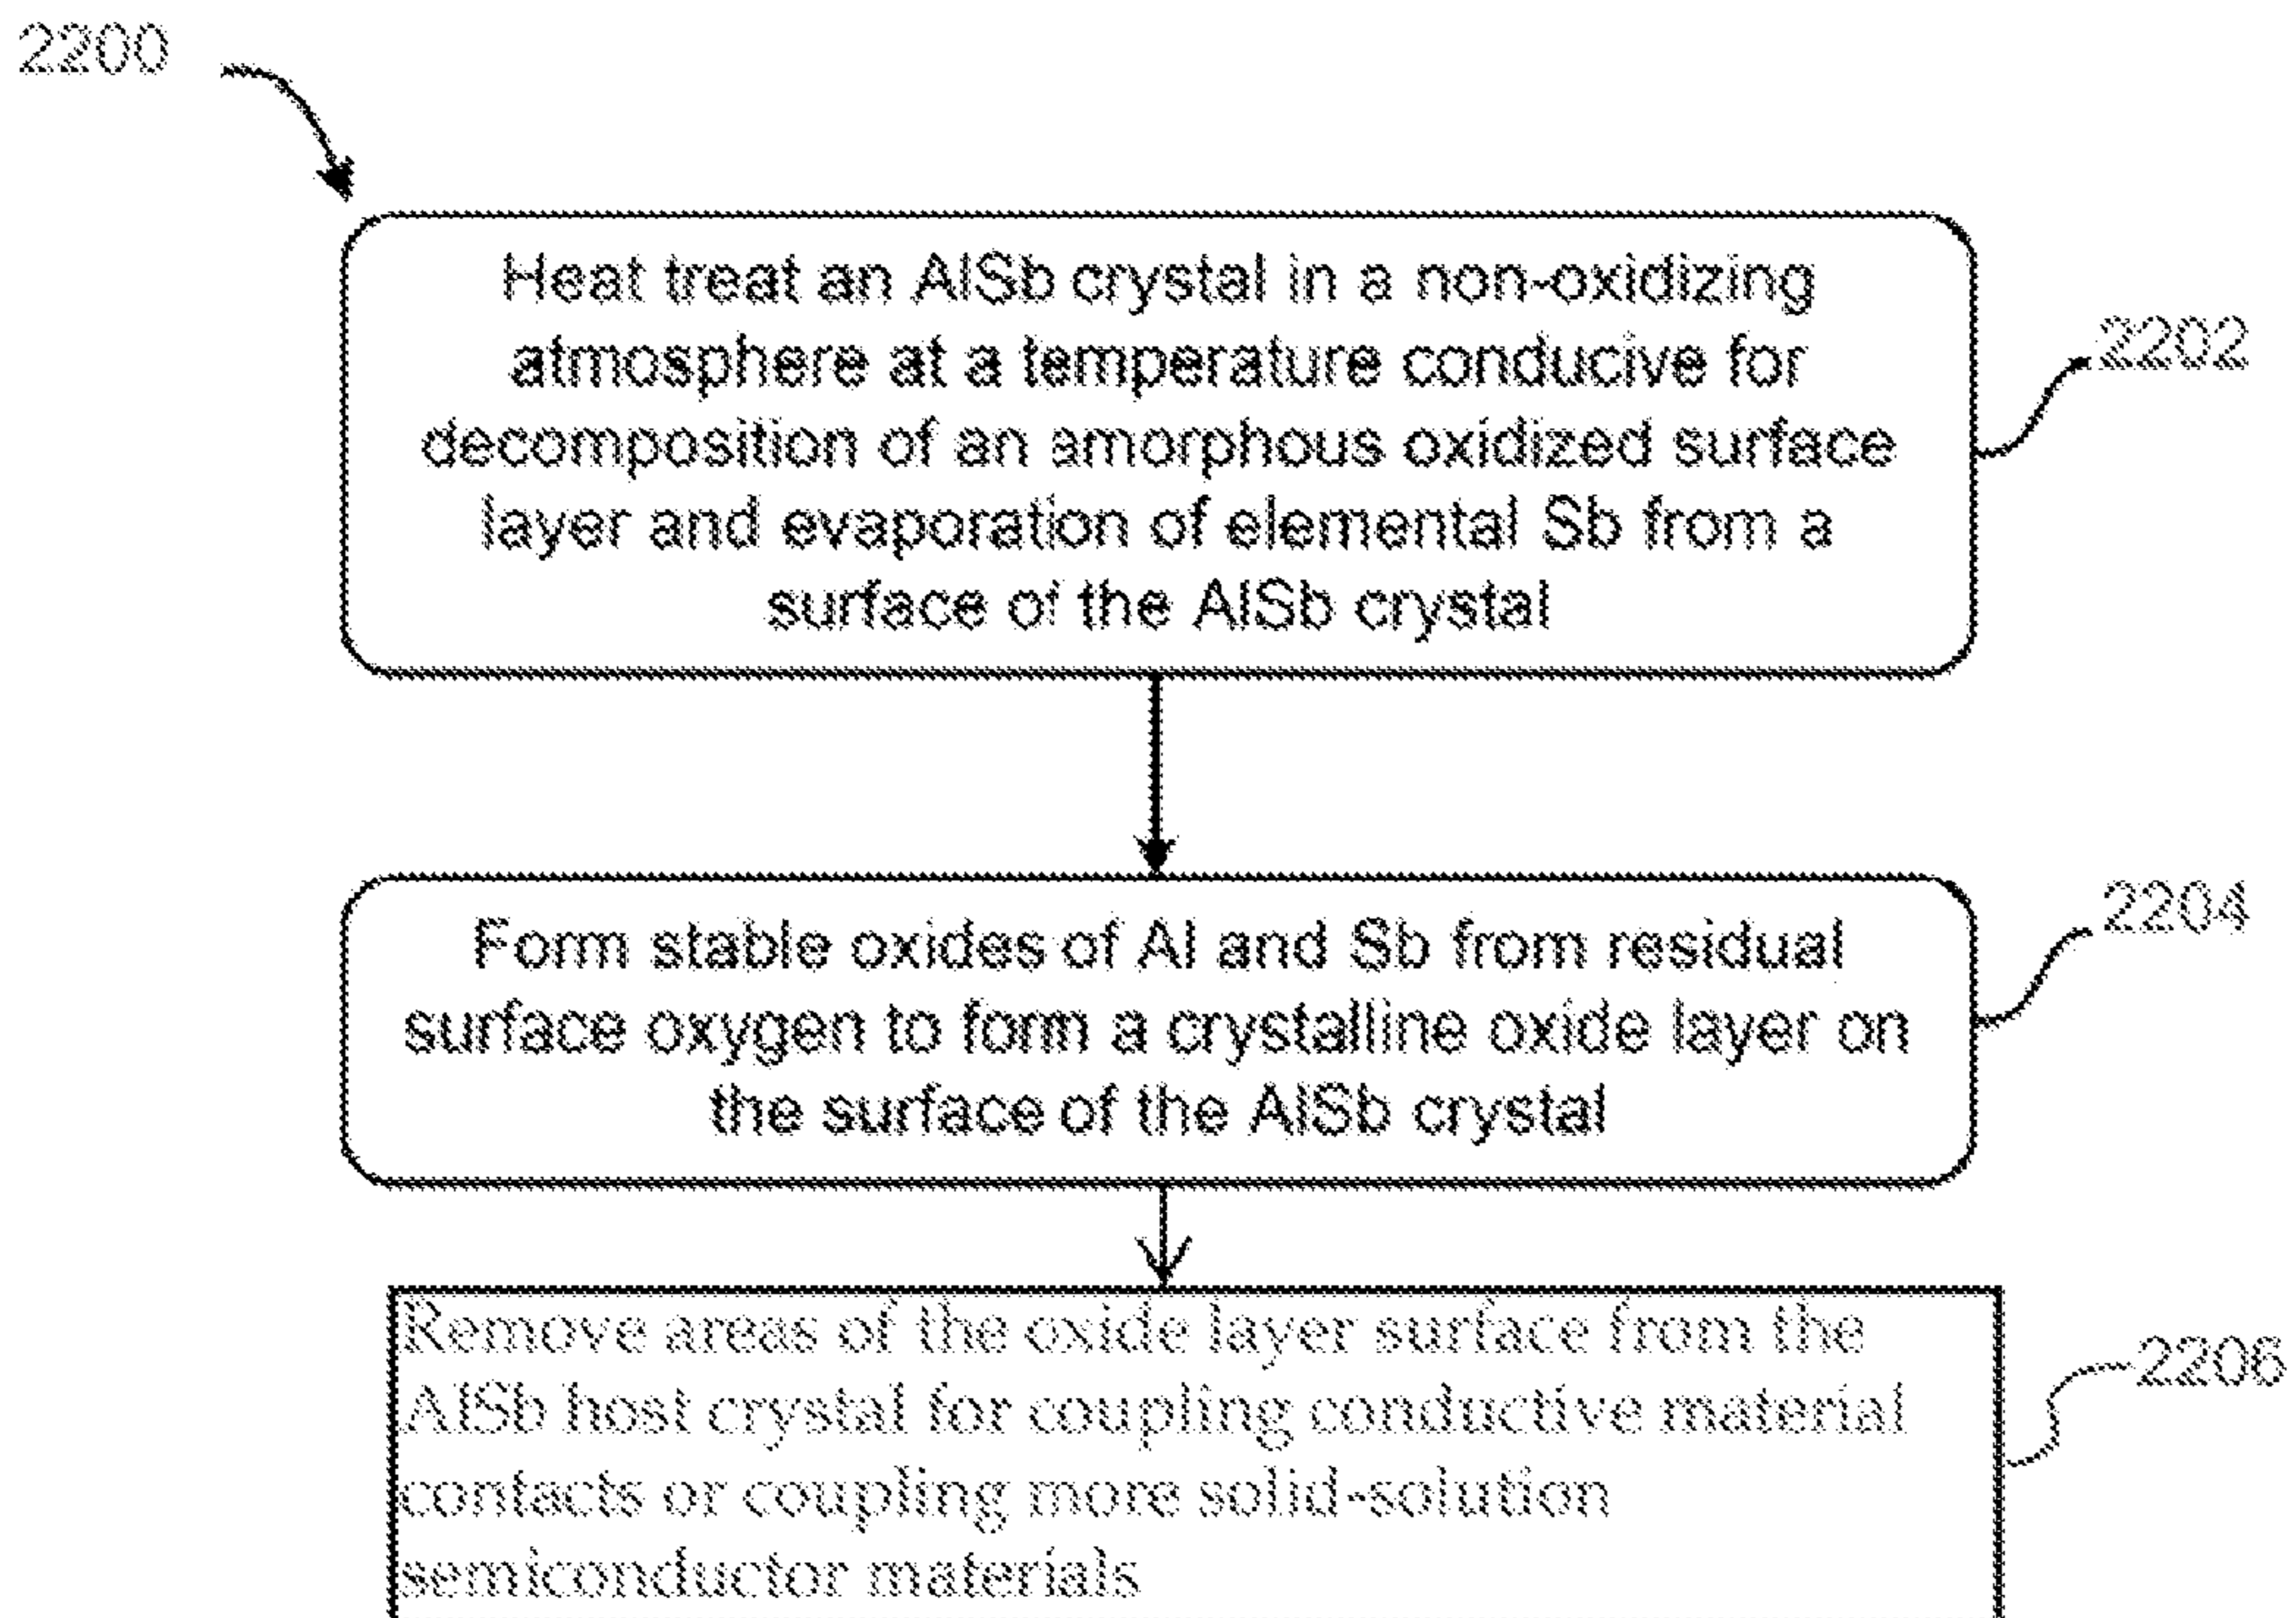 2200
Heat treat an AlSb crystal in a non-oxidizing
atmosphere at a temperature conducive for
decomposition of an amorphous oxidized surface
layer and evaporation of elemental Sb from a
surface of the AlSb crystal
2202
Form stable oxides of Al and Sb from residual
surface oxygen to form a crystalline oxide layer on
the surface of the AlSb crystal
2204
Remove areas of the oxide layer surface from the
AlSb host crystal for coupling conductive material
contacts or coupling more solid-solution
semiconductor materials
2206